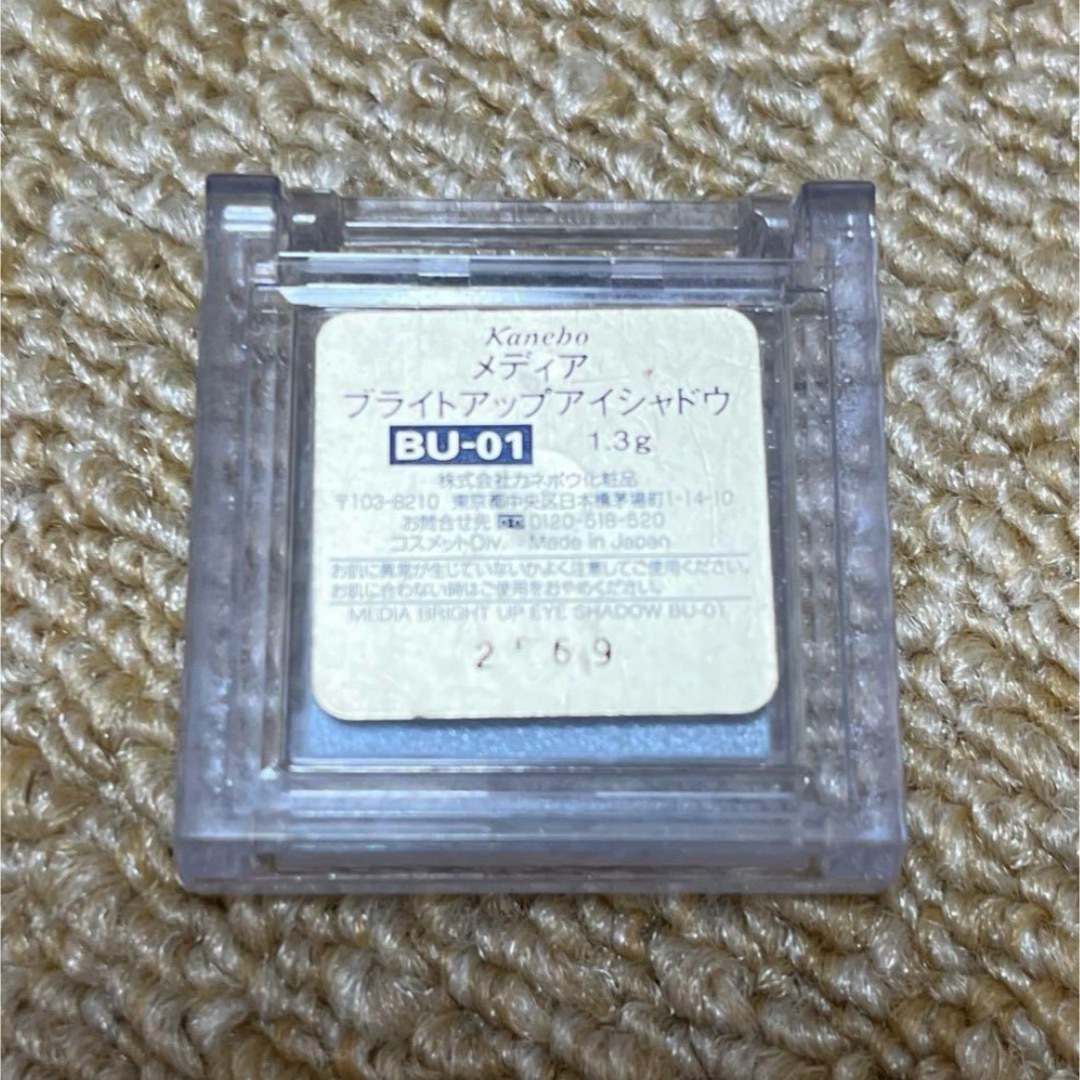 Kanebo
メディア
ブライトアップアイシャドウ
BU-01 1.3g
株式会社カネボウ化粧品
〒103-8210 東京都中央区日本橋茅場町1-14-10
お問合せ先 0120-518-520
コスメットDiv. Made in Japan
お肌に異常が生じていないかよく注意してご使用ください。
お肌に合わない時はご使用をおやめください。
MEDIA BRIGHT UP EYE SHADOW BU-01